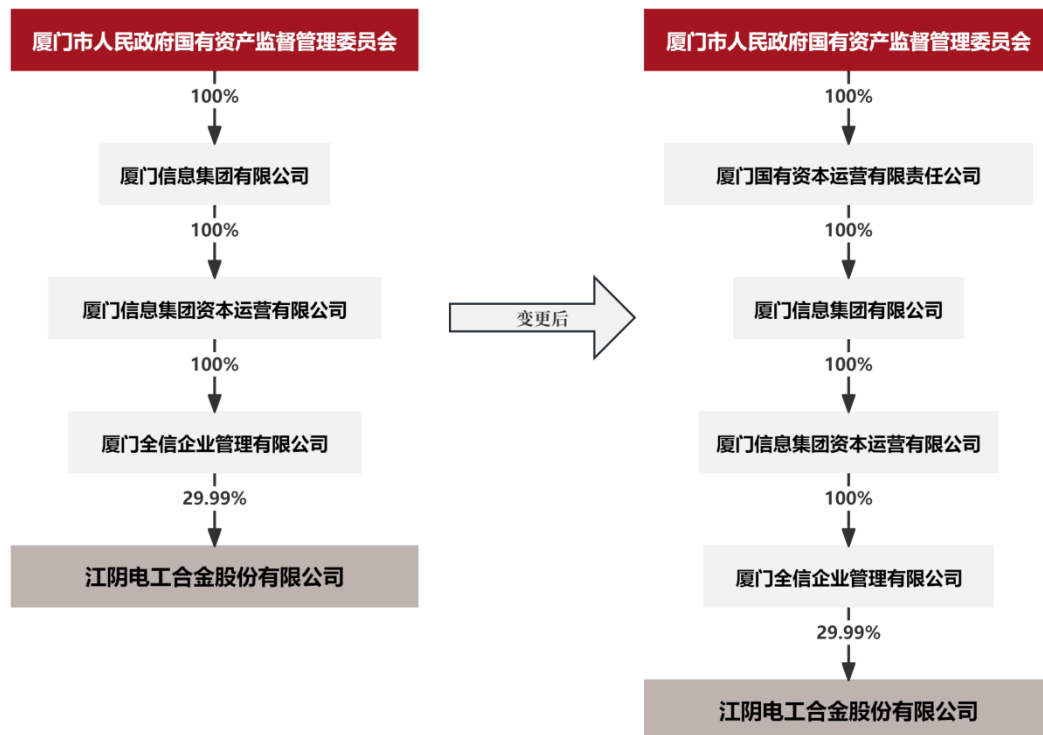 厦门市人民政府国有资产监督管理委员会
100%
厦门信息集团有限公司
100%
厦门信息集团资本运营有限公司
100%
厦门全信企业管理有限公司
29.99%
江阴电工合金股份有限公司
变更后
厦门市人民政府国有资产监督管理委员会
100%
厦门国有资本运营有限责任公司
100%
厦门信息集团有限公司
100%
厦门信息集团资本运营有限公司
100%
厦门全信企业管理有限公司
29.99%
江阴电工合金股份有限公司